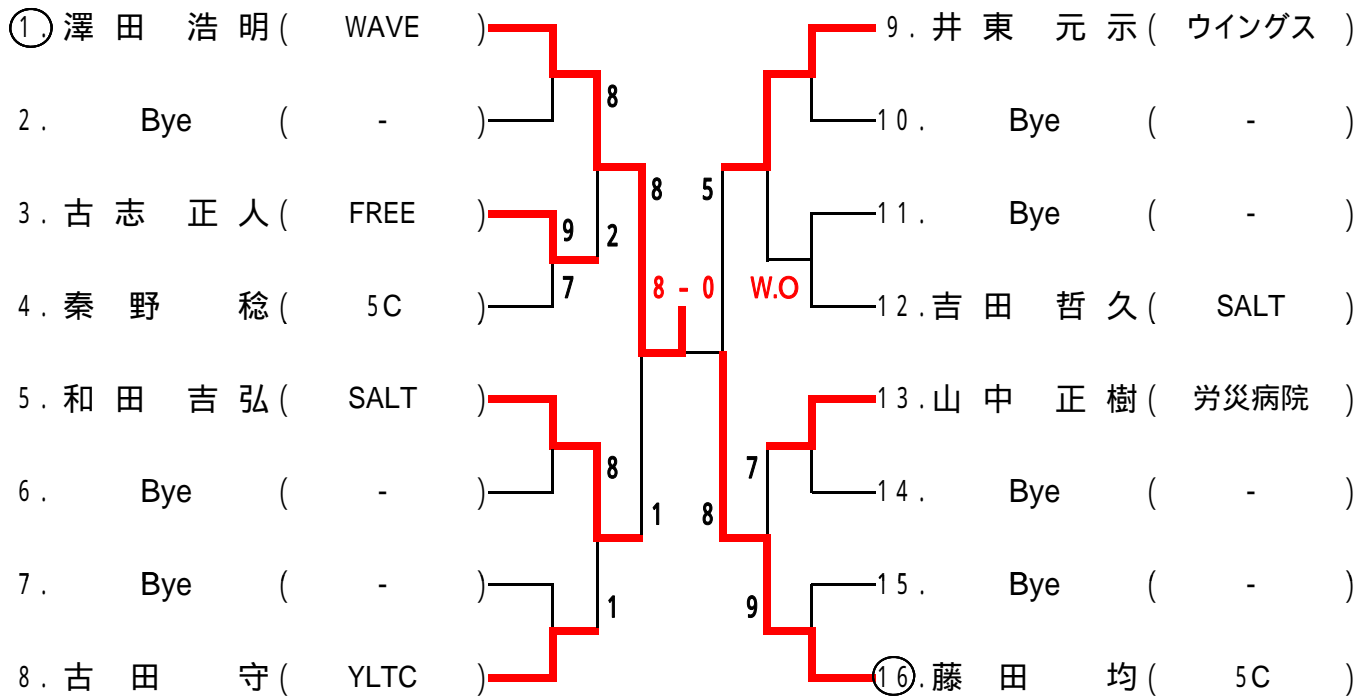 1. 澤田 浩明 ( WAVE )
2. Bye ( - )
3. 古志 正人 ( FREE )
4. 秦野 稔 ( 5C )
5. 和田 吉弘 ( SALT )
6. Bye ( - )
7. Bye ( - )
8. 古田 守 ( YLTC )
8
9
7
2
8
8
1
1
8 - 0
5
W.O
7
8
9
9. 井東 元示 ( ウイングス )
10. Bye ( - )
11. Bye ( - )
12. 吉田 哲久 ( SALT )
13. 山中 正樹 ( 労災病院 )
14. Bye ( - )
15. Bye ( - )
16. 藤田 均 ( 5C )